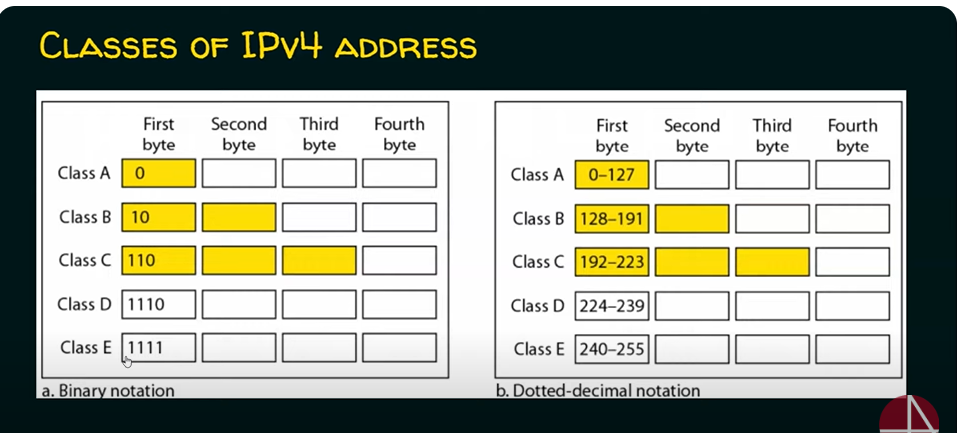 CLASSES OF IPV4 ADDRESS
First Second Third Fourth
byte byte byte byte
Class A 0
Class B 10
Class C 110
Class D 1110
Class E 1111
a. Binary notation
First Second Third Fourth
byte byte byte byte
Class A 0–127
Class B 128–191
Class C 192–223
Class D 224–239
Class E 240–255
b. Dotted-decimal notation